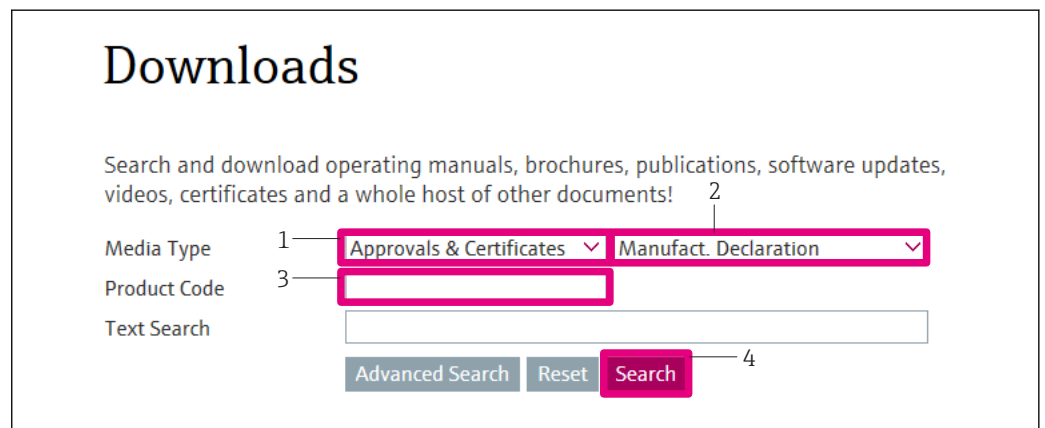 Downloads
Search and download operating manuals, brochures, publications, software updates,
videos, certificates and a whole host of other documents!
2
Media Type 1 Approvals & Certificates Manufact. Declaration
Product Code 3
Text Search
Advanced Search Reset Search 4